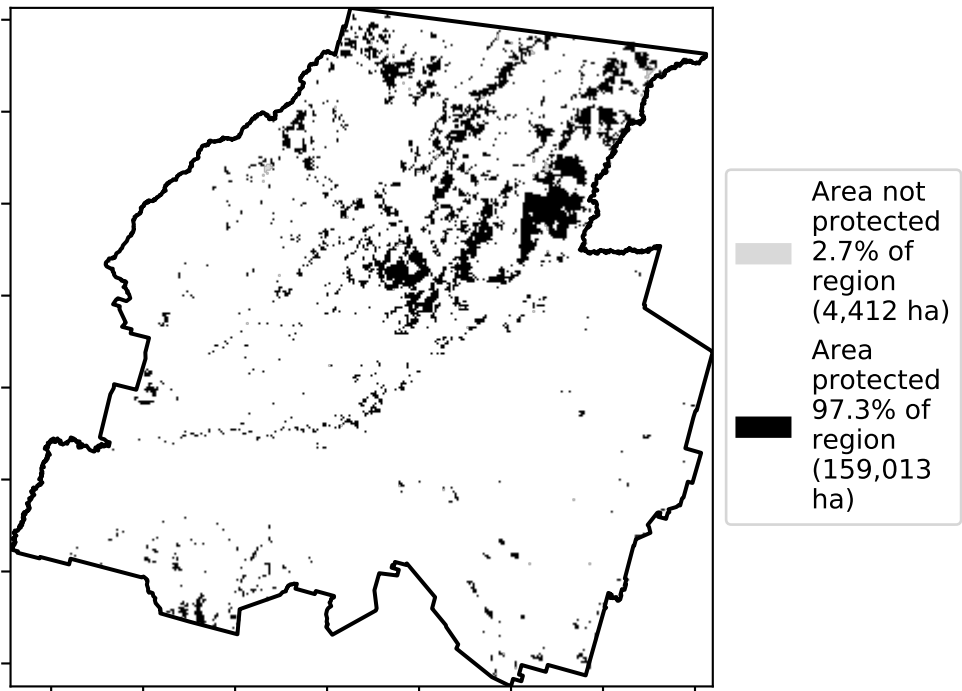 Area not
protected
2.7% of
region
(4,412 ha)
Area
protected
97.3% of
region
(159,013
ha)